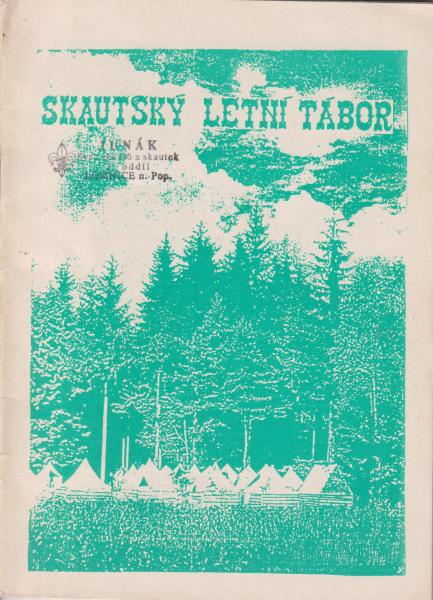 SKAUTSKÝ LETNÍ TÁBOR
JUNÁK
a skautek
oddíl
n. Pop.